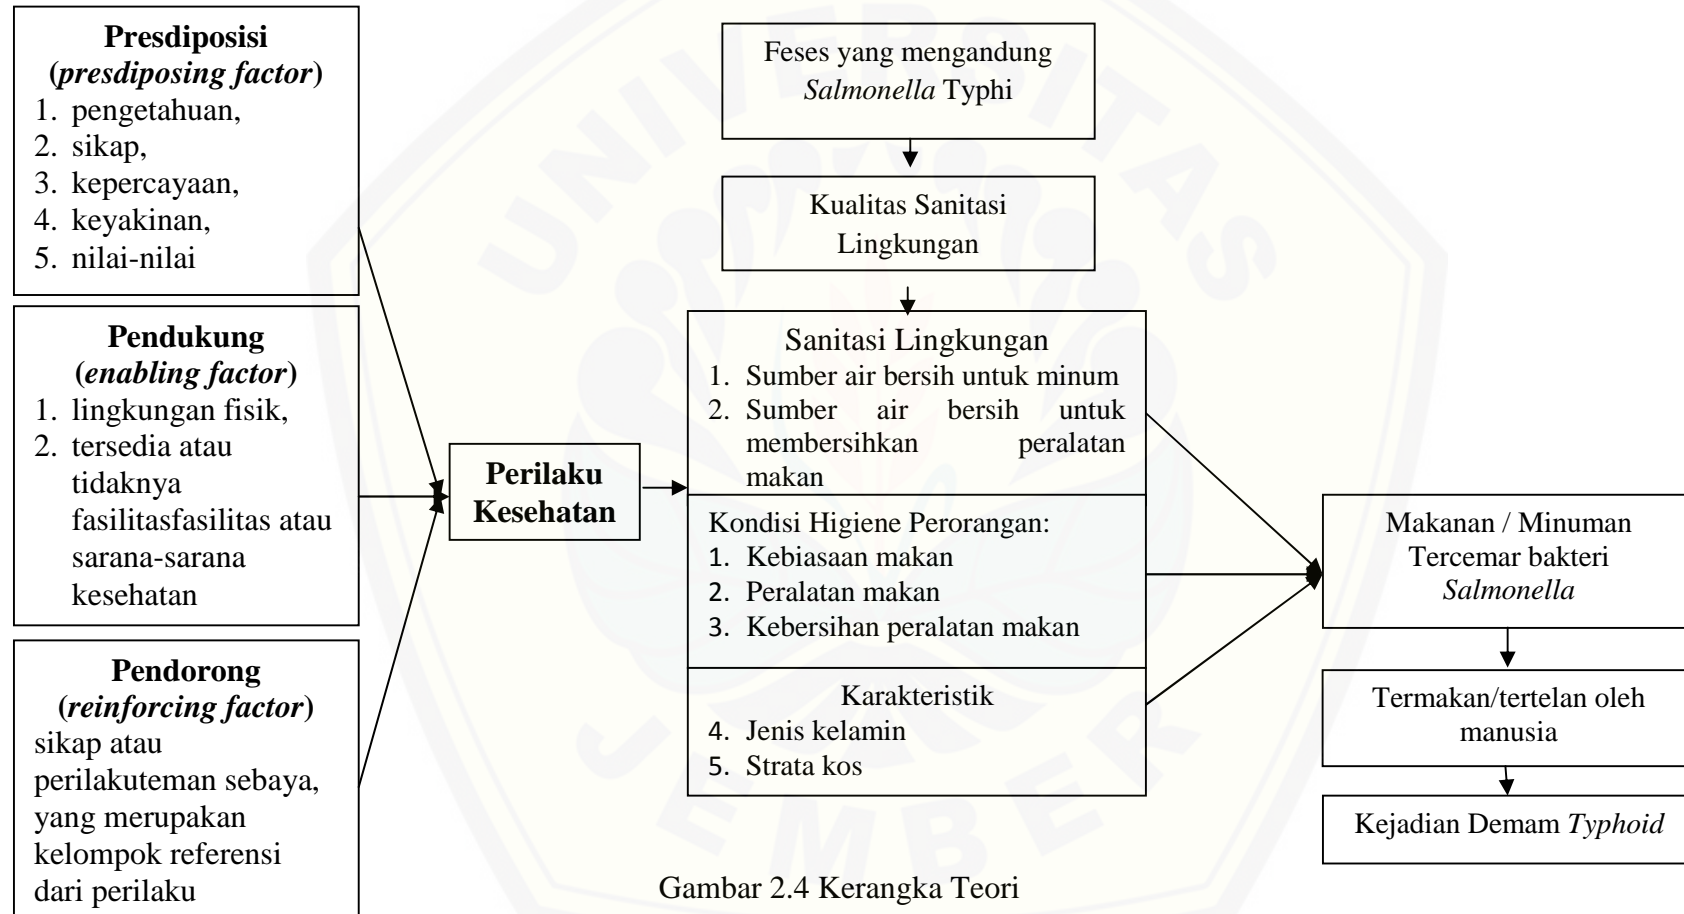 Presdiposisi
(presdiposing factor)
1. pengetahuan,
2. sikap,
3. kepercayaan,
4. keyakinan,
5. nilai-nilai
Pendukung
(enabling factor)
1. lingkungan fisik,
2. tersedia atau
tidaknya
fasilitasfasilitas atau
sarana-sarana
kesehatan
Pendorong
(reinforcing factor)
sikap atau
perilakuteman sebaya,
yang merupakan
kelompok referensi
dari perilaku
Perilaku
Kesehatan
Feses yang mengandung
Salmonella Typhi
Kualitas Sanitasi
Lingkungan
Sanitasi Lingkungan
1. Sumber air bersih untuk minum
2. Sumber air bersih untuk
membersihkan peralatan
makan
Kondisi Higiene Perorangan:
1. Kebiasaan makan
2. Peralatan makan
3. Kebersihan peralatan makan
Karakteristik
4. Jenis kelamin
5. Strata kos
Makanan / Minuman
Tercemar bakteri
Salmonella
Termakan/tertelan oleh
manusia
Kejadian Demam Typhoid
Gambar 2.4 Kerangka Teori
UNIVERSITAS
JEMBER